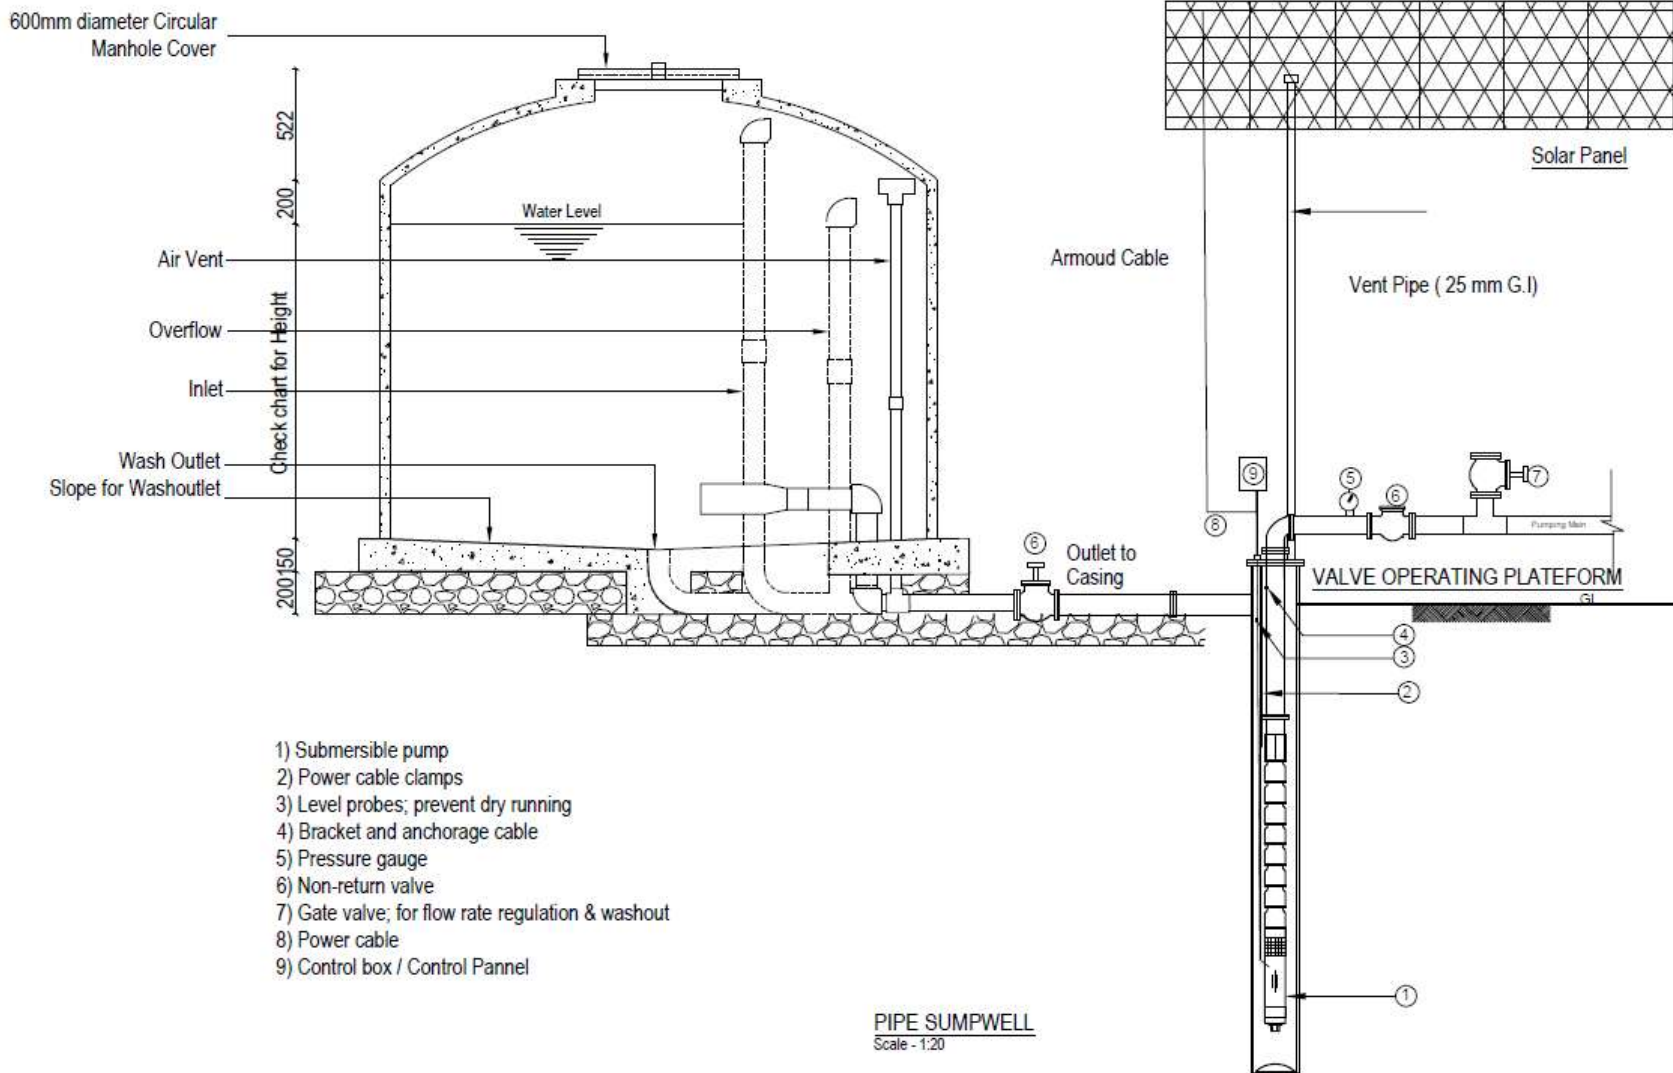 600mm diameter Circular
Manhole Cover
522
200
Water Level
Air Vent
Overflow
Check chart for Height
Inlet
Wash Outlet
Slope for Washoutlet
150
200
Solar Panel
Armoud Cable
Vent Pipe ( 25 mm G.I)
9
5
6
7
8
Pumping Main
6
Outlet to
Casing
VALVE OPERATING PLATEFORM
GL
4
3
2
1
1) Submersible pump
2) Power cable clamps
3) Level probes; prevent dry running
4) Bracket and anchorage cable
5) Pressure gauge
6) Non-return valve
7) Gate valve; for flow rate regulation & washout
8) Power cable
9) Control box / Control Pannel
PIPE SUMPWELL
Scale - 1:20